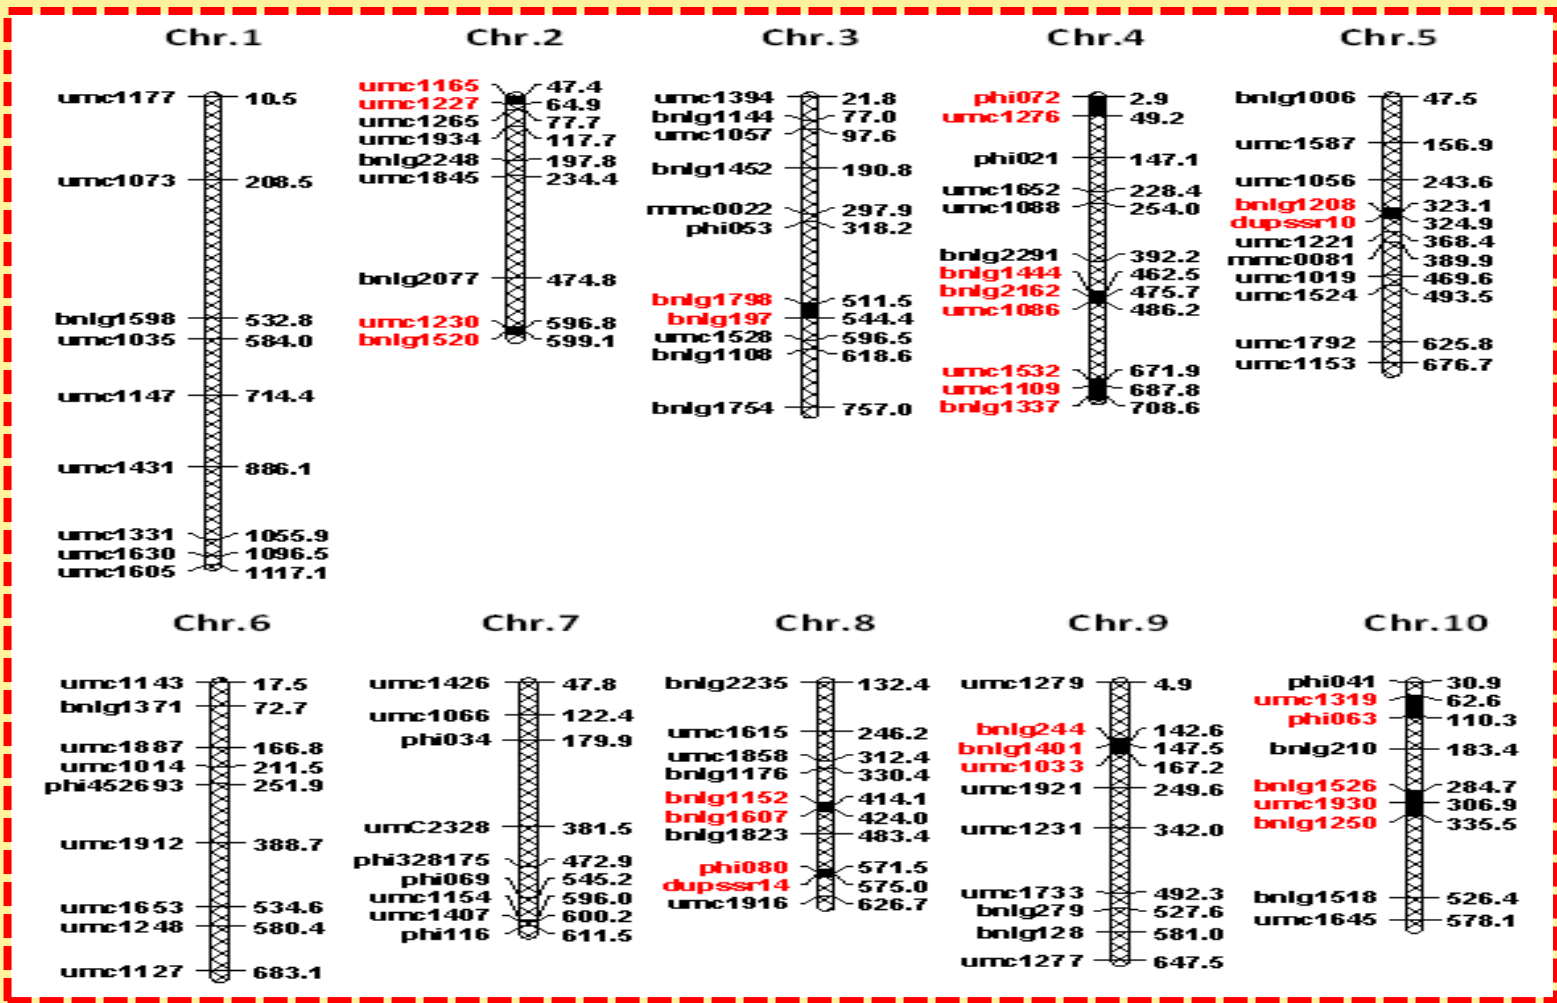 Chr.1
umc1177 10.5
umc1073 208.5
bnlg1598 532.8
umc1035 584.0
umc1147 714.4
umc1431 886.1
umc1331 1055.9
umc1630 1096.5
umc1605 1117.1
Chr.2
umc1165 47.4
umc1227 64.9
umc1265 77.7
umc1934 117.7
bnlg2248 197.8
umc1845 234.4
bnlg2077 474.8
umc1230 596.8
bnlg1520 599.1
Chr.3
umc1394 21.8
bnlg1144 77.0
umc1057 97.6
bnlg1452 190.8
mmc0022 297.9
phi053 318.2
bnlg1798 511.5
bnlg197 544.4
umc1528 596.5
bnlg1108 618.6
bnlg1754 757.0
Chr.4
phi072 2.9
umc1276 49.2
phi021 147.1
umc1652 228.4
umc1088 254.0
bnlg2291 392.2
bnlg1444 462.5
bnlg2162 475.7
umc1086 486.2
umc1532 671.9
umc1109 687.8
bnlg1337 708.6
Chr.5
bnlg1006 47.5
umc1587 156.9
umc1056 243.6
bnlg1208 323.1
dupssr10 324.9
umc1221 368.4
mmc0081 389.9
umc1019 469.6
umc1524 493.5
umc1792 625.8
umc1153 676.7
Chr.6
umc1143 17.5
bnlg1371 72.7
umc1887 166.8
umc1014 211.5
phi452693 251.9
umc1912 388.7
umc1653 534.6
umc1248 580.4
umc1127 683.1
Chr.7
umc1426 47.8
umc1066 122.4
phi034 179.9
umC2328 381.5
phi328175 472.9
phi069 545.2
umc1154 596.0
umc1407 600.2
phi116 611.5
Chr.8
bnlg2235 132.4
umc1615 246.2
umc1858 312.4
bnlg1176 330.4
bnlg1152 414.1
bnlg1607 424.0
bnlg1823 483.4
phi080 571.5
dupssr14 575.0
umc1916 626.7
Chr.9
umc1279 4.9
bnlg244 142.6
bnlg1401 147.5
umc1033 167.2
umc1921 249.6
umc1231 342.0
umc1733 492.3
bnlg279 527.6
bnlg128 581.0
umc1277 647.5
Chr.10
phi041 30.9
umc1319 62.6
phi063 110.3
bnlg210 183.4
bnlg1526 284.7
umc1930 306.9
bnlg1250 335.5
bnlg1518 526.4
umc1645 578.1